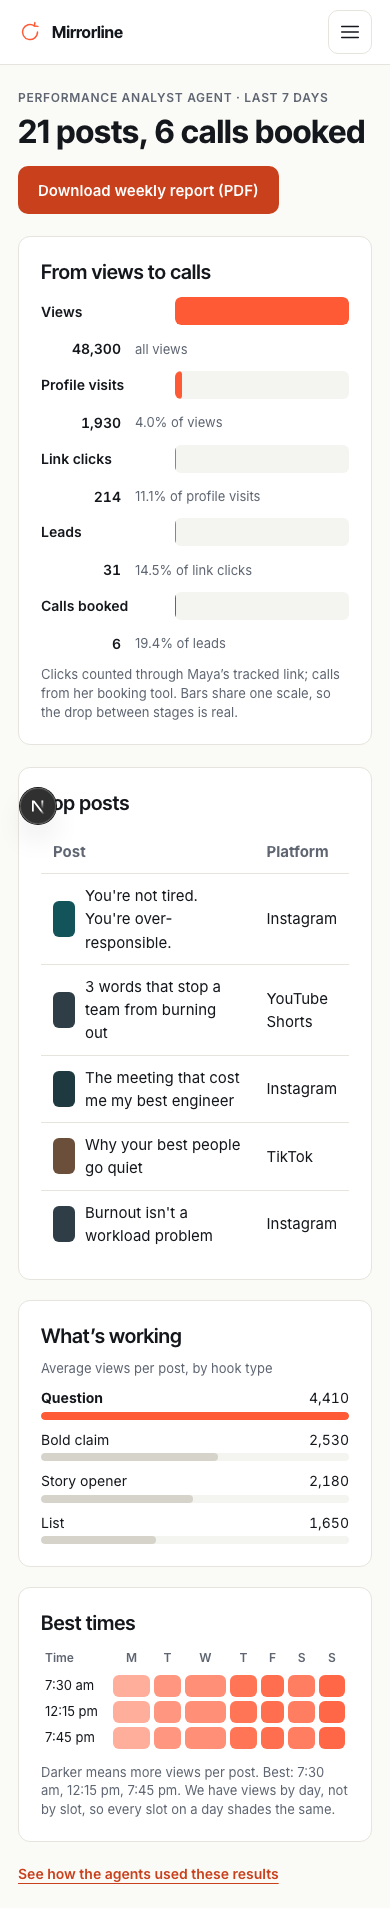 Mirrorline
PERFORMANCE ANALYST AGENT · LAST 7 DAYS
21 posts, 6 calls booked
Download weekly report (PDF)
From views to calls
Views
48,300 all views
Profile visits
1,930 4.0% of views
Link clicks
214 11.1% of profile visits
Leads
31 14.5% of link clicks
Calls booked
6 19.4% of leads
Clicks counted through Maya’s tracked link; calls
from her booking tool. Bars share one scale, so
the drop between stages is real.
N
op posts
Post Platform
You're not tired.
You're over-
responsible.
Instagram
3 words that stop a
team from burning
out
YouTube
Shorts
The meeting that cost
me my best engineer
Instagram
Why your best people
go quiet
TikTok
Burnout isn't a
workload problem
Instagram
What’s working
Average views per post, by hook type
Question 4,410
Bold claim 2,530
Story opener 2,180
List 1,650
Best times
Time M T W T F S S
7:30 am
12:15 pm
7:45 pm
Darker means more views per post. Best: 7:30
am, 12:15 pm, 7:45 pm. We have views by day, not
by slot, so every slot on a day shades the same.
See how the agents used these results